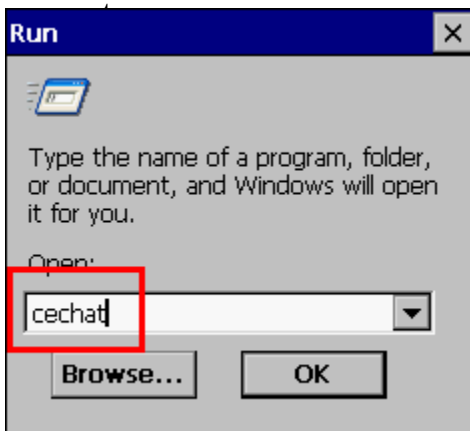 Run
Type the name of a program, folder,
or document, and Windows will open
it for you.
Open:
cechat
Browse... OK